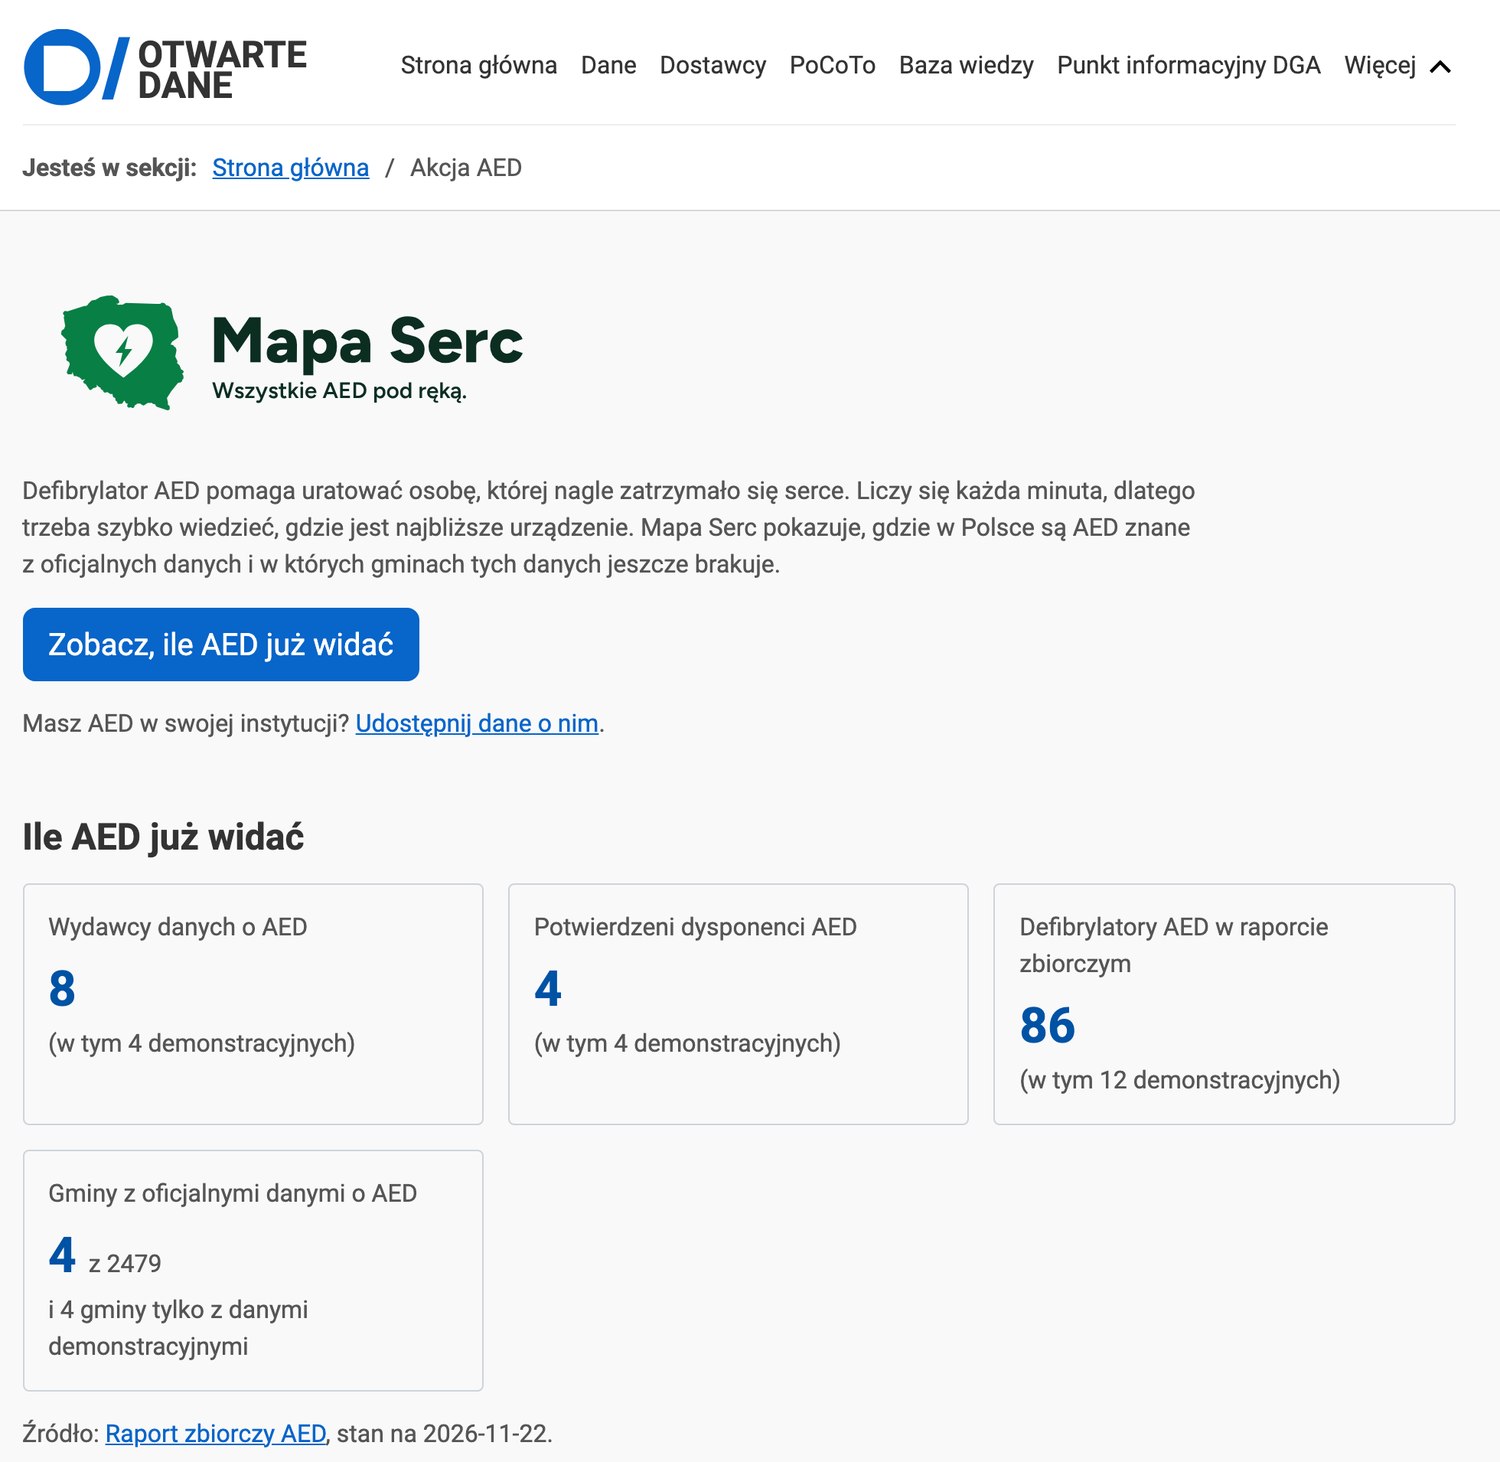 OTWARTE
DANE
Strona główna Dane Dostawcy PoCoTo Baza wiedzy Punkt informacyjny DGA Więcej
Jesteś w sekcji: Strona główna / Akcja AED
Mapa Serc
Wszystkie AED pod ręką.
Defibrylator AED pomaga uratować osobę, której nagle zatrzymało się serce. Liczy się każda minuta, dlatego
trzeba szybko wiedzieć, gdzie jest najbliższe urządzenie. Mapa Serc pokazuje, gdzie w Polsce są AED znane
z oficjalnych danych i w których gminach tych danych jeszcze brakuje.
Zobacz, ile AED już widać
Masz AED w swojej instytucji? Udostępnij dane o nim.
Ile AED już widać
Wydawcy danych o AED
8
(w tym 4 demonstracyjnych)
Potwierdzeni dysponenci AED
4
(w tym 4 demonstracyjnych)
Defibrylatory AED w raporcie
zbiorczym
86
(w tym 12 demonstracyjnych)
Gminy z oficjalnymi danymi o AED
4 z 2479
i 4 gminy tylko z danymi
demonstracyjnymi
Źródło: Raport zbiorczy AED, stan na 2026-11-22.